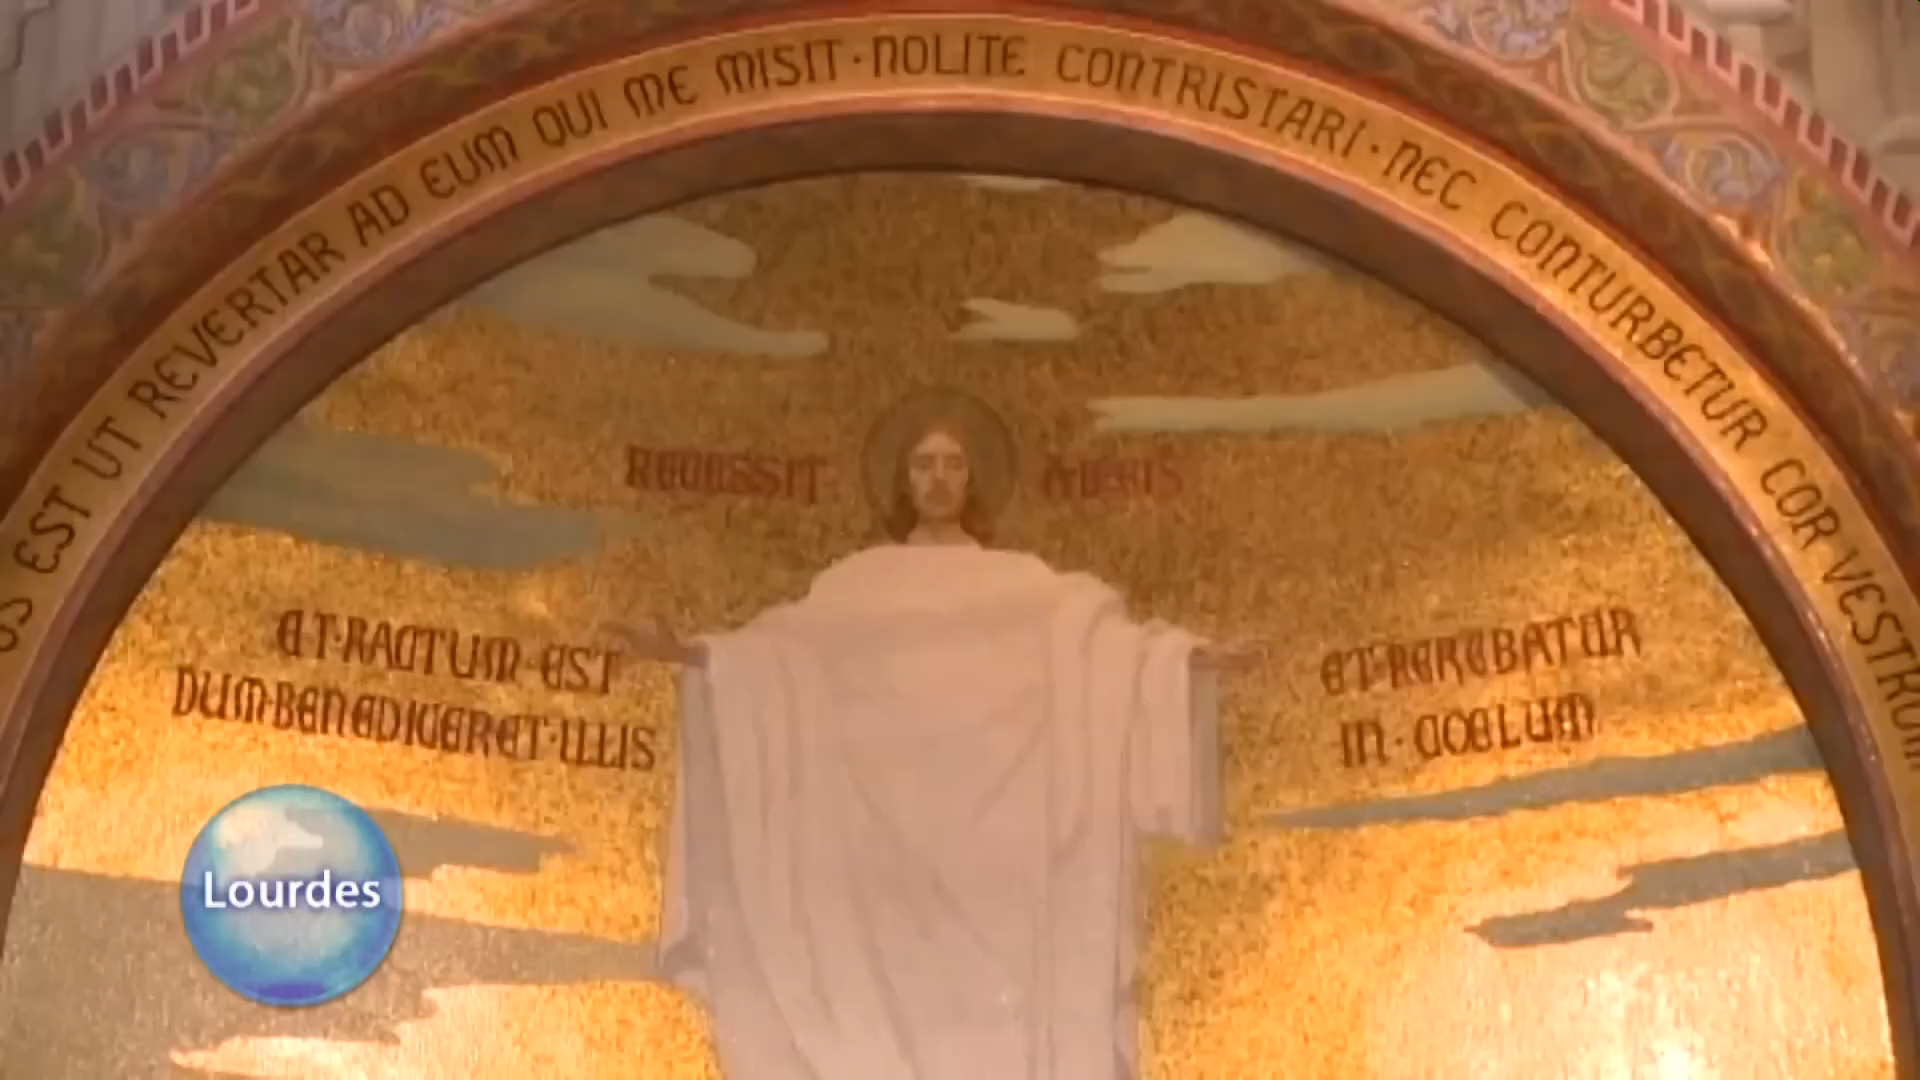 EST UT REVERTAR AD EUM QUI ME MISIT · NOLITE CONTRISTARI · NEC CONTURBETUR COR VESTRUM
RECESSIT
ET·FACTUM·EST
DUM·BENEDICERET·ILLIS
ET·FEREBATUR
IN·COELUM
Lourdes